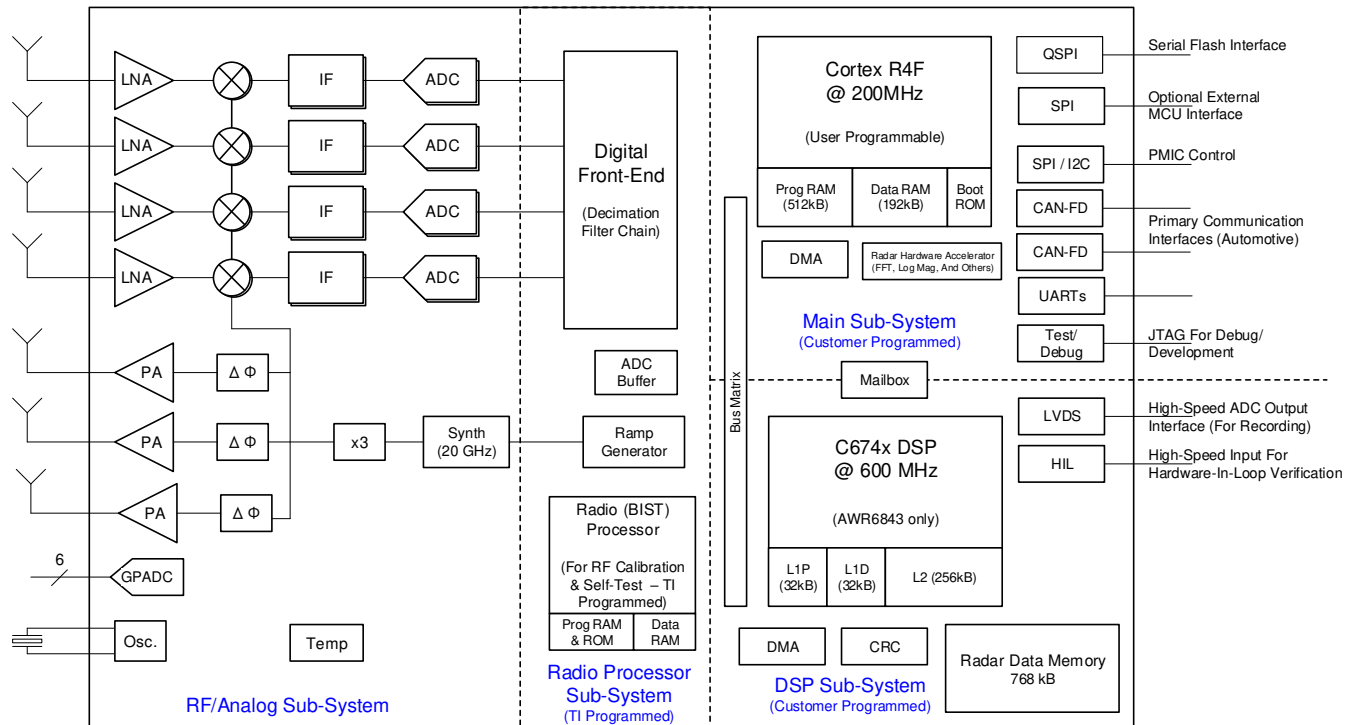 LNA
IF
ADC
LNA
IF
ADC
LNA
IF
ADC
LNA
IF
ADC
PA
Δ Φ
PA
Δ Φ
PA
Δ Φ
x3
Synth
(20 GHz)
6
GPADC
Osc.
Temp
RF/Analog Sub-System
Digital
Front-End
(Decimation
Filter Chain)
ADC
Buffer
Ramp
Generator
Radio (BIST)
Processor
(For RF Calibration
& Self-Test – TI
Programmed)
Prog RAM
& ROM
Data
RAM
Radio Processor
Sub-System
(TI Programmed)
Cortex R4F
@ 200MHz
(User Programmable)
Prog RAM
(512kB)
Data RAM
(192kB)
Boot
ROM
DMA
Radar Hardware Accelerator
(FFT, Log Mag, And Others)
Main Sub-System
(Customer Programmed)
Bus Matrix
Mailbox
C674x DSP
@ 600 MHz
(AWR6843 only)
L1P
(32kB)
L1D
(32kB)
L2 (256kB)
DMA
CRC
DSP Sub-System
(Customer Programmed)
Radar Data Memory
768 kB
QSPI
Serial Flash Interface
SPI
Optional External
MCU Interface
SPI / I2C
PMIC Control
CAN-FD
CAN-FD
Primary Communication
Interfaces (Automotive)
UARTs
Test/
Debug
JTAG For Debug/
Development
LVDS
High-Speed ADC Output
Interface (For Recording)
HIL
High-Speed Input For
Hardware-In-Loop Verification